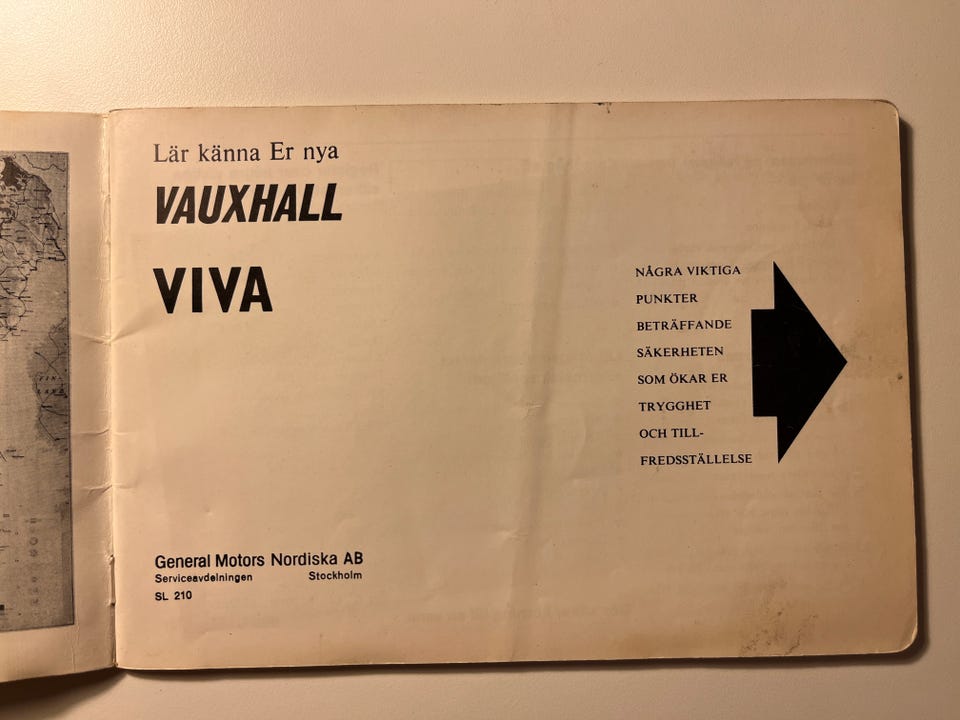 Lär känna Er nya
VAUXHALL
VIVA
NÅGRA VIKTIGA
PUNKTER
BETRÄFFANDE
SÄKERHETEN
SOM ÖKAR ER
TRYGGHET
OCH TILL-
FREDSSTÄLLELSE
General Motors Nordiska AB
Serviceavdelningen Stockholm
SL 210